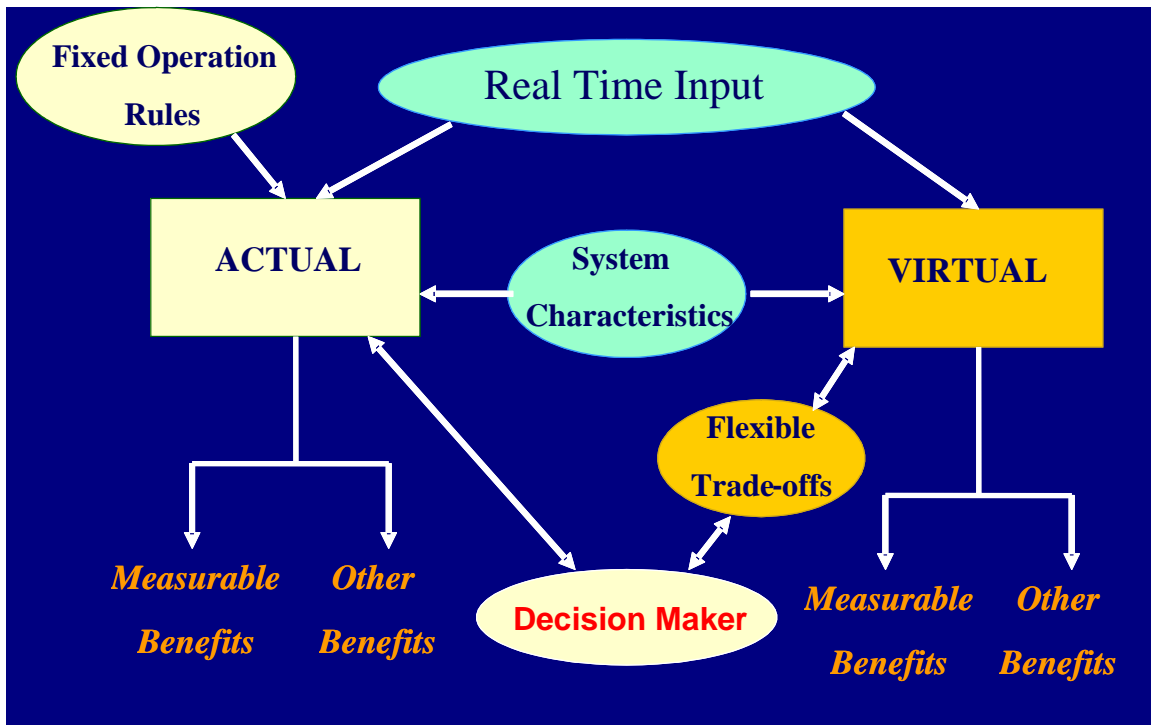 Fixed Operation
Rules
Real Time Input
ACTUAL
System
Characteristics
VIRTUAL
Flexible
Trade-offs
Measurable
Benefits
Other
Benefits
Decision Maker
Measurable
Benefits
Other
Benefits